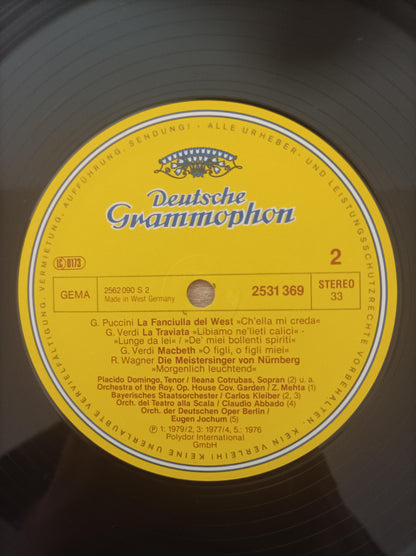 ALLE URHEBER- UND LEISTUNGSSCHUTZRECHTE VORBEHALTEN. KEIN VERLEIH! KEINE UNERLAUBTE VERVIELFÄLTIGUNG, VERMIETUNG, AUFFÜHRUNG, SENDUNG! -
Deutsche
Grammophon
2
LC 0173
GEMA
2562 090 S 2
Made in West Germany
2531 369
STEREO
33
G. Puccini La Fanciulla del West »Ch'ella mi creda«
G. Verdi La Traviata »Libiamo ne'lieti calici« -
»Lunge da lei« / »De' miei bollenti spiriti«
G. Verdi Macbeth »O figli, o figli miei«
R. Wagner Die Meistersinger von Nürnberg
»Morgenlich leuchtend«
Placido Domingo, Tenor / Ileana Cotrubas, Sopran (2) u. a.
Orchestra of the Roy. Op. House Cov. Garden / Z. Mehta (1)
Bayerisches Staatsorchester / Carlos Kleiber (2, 3)
Orch. del Teatro alla Scala / Claudio Abbado (4)
Orch. der Deutschen Oper Berlin /
Eugen Jochum (5)
℗ 1: 1979/2, 3: 1977/4, 5.: 1976
Polydor International
GmbH